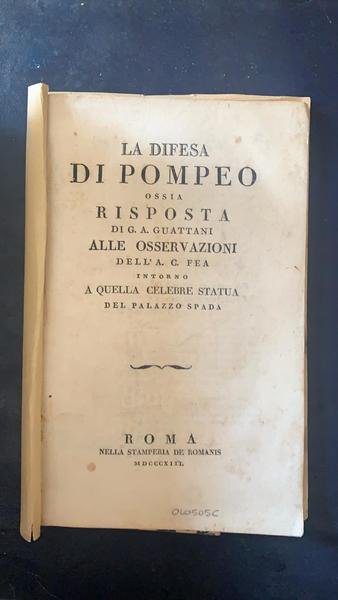 LA DIFESA
DI POMPEO
OSSIA
RISPOSTA
DI G. A. GUATTANI
ALLE OSSERVAZIONI
DELL'A. C. FEA
INTORNO
A QUELLA CELEBRE STATUA
DEL PALAZZO SPADA
ROMA
NELLA STAMPERIA DE ROMANIS
MDCCCXIII.
OL0505C